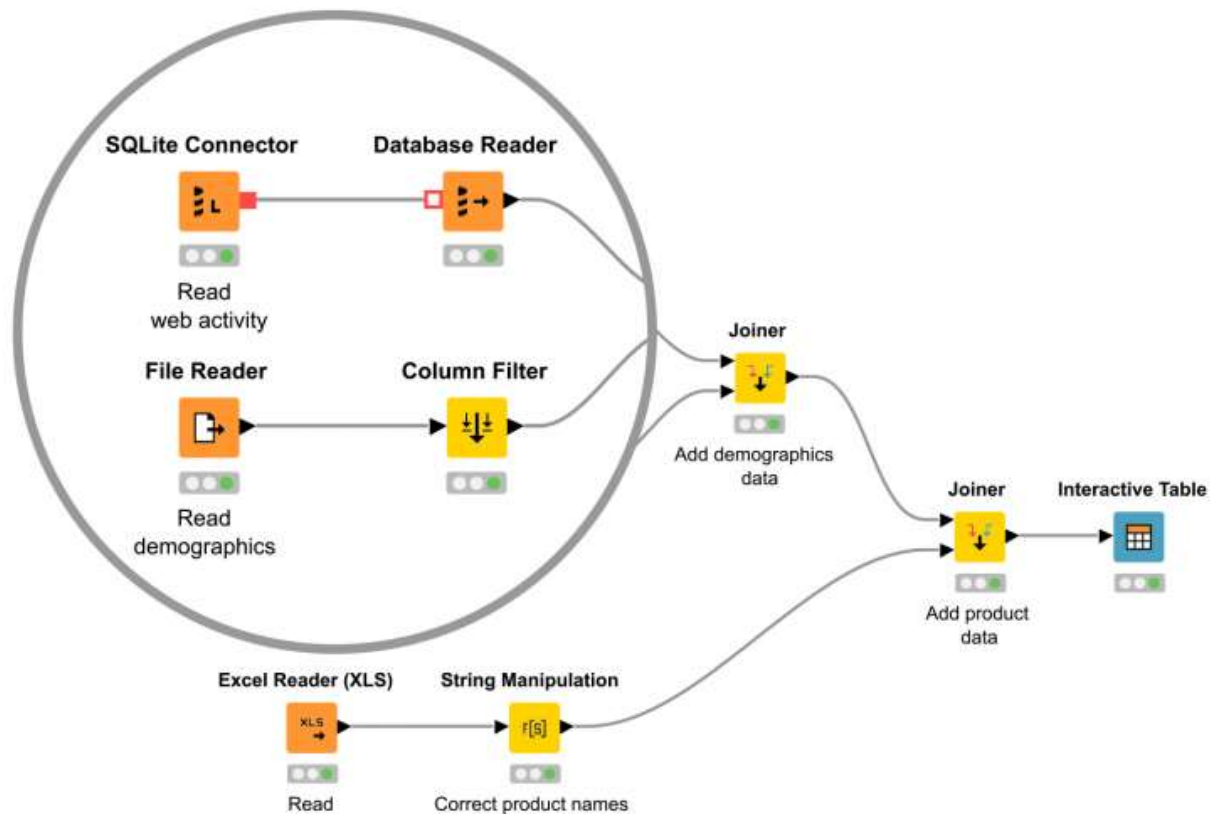 SQLite Connector
Database Reader
Read
web activity
File Reader
Column Filter
Read
demographics
Joiner
Add demographics
data
Joiner
Interactive Table
Add product
data
Excel Reader (XLS)
String Manipulation
XLS
F[S]
Read
Correct product names